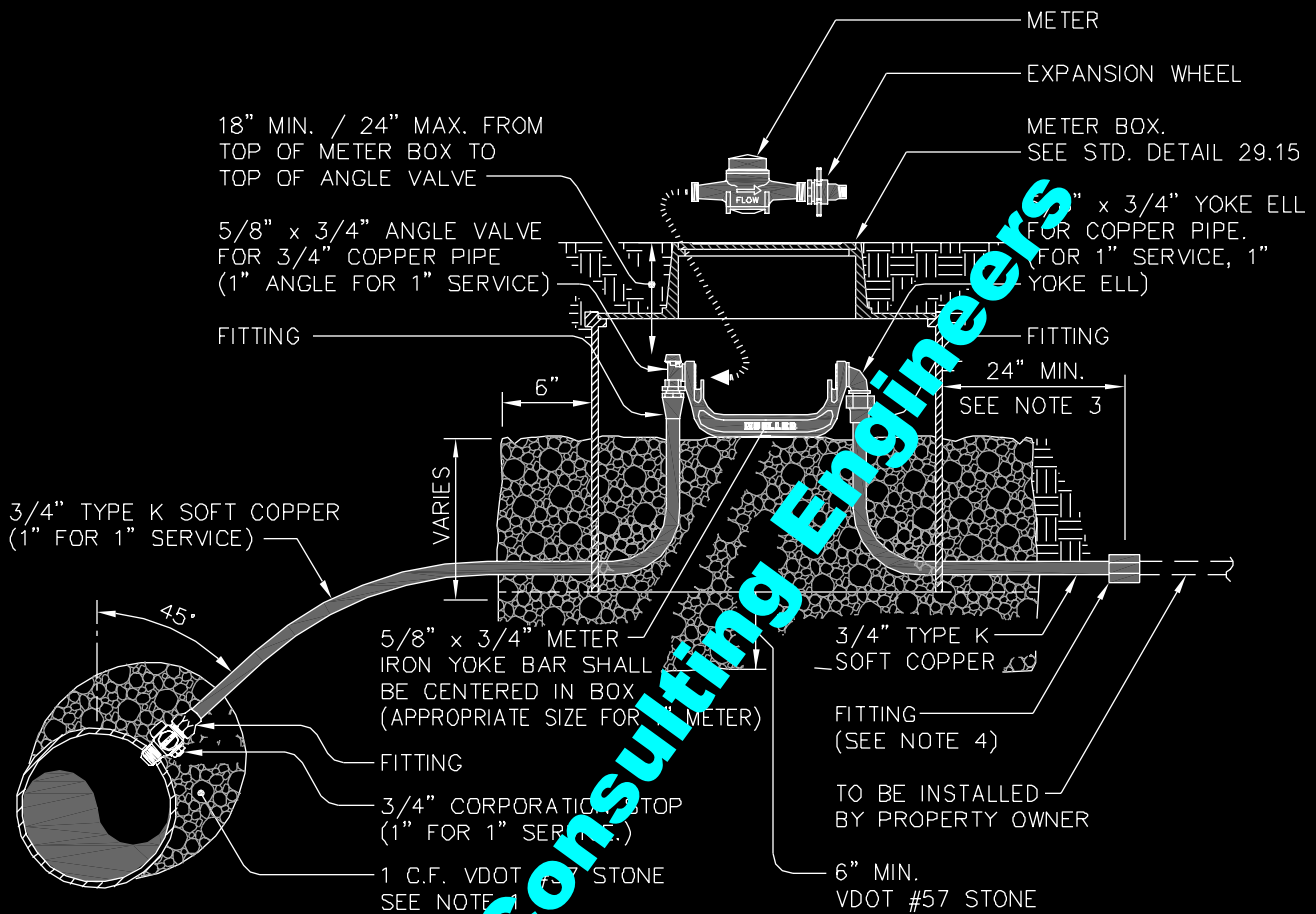 METER
EXPANSION WHEEL
METER BOX.
SEE STD. DETAIL 29.15
x 3/4" YOKE ELL
FOR COPPER PIPE.
(FOR 1" SERVICE, 1"
YOKE ELL)
FITTING
24" MIN.
SEE NOTE 3
18" MIN. / 24" MAX. FROM
TOP OF METER BOX TO
TOP OF ANGLE VALVE
5/8" x 3/4" ANGLE VALVE
FOR 3/4" COPPER PIPE
(1" ANGLE FOR 1" SERVICE)
FITTING
FLOW
6"
MUELLER
VARIES
3/4" TYPE K SOFT COPPER
(1" FOR 1" SERVICE)
45°
5/8" x 3/4" METER
IRON YOKE BAR SHALL
BE CENTERED IN BOX
(APPROPRIATE SIZE FOR METER)
FITTING
3/4" CORPORATION STOP
(1" FOR 1" SERVICE.)
1 C.F. VDOT #57 STONE
SEE NOTE 1
3/4" TYPE K
SOFT COPPER
FITTING
(SEE NOTE 4)
TO BE INSTALLED
BY PROPERTY OWNER
6" MIN.
VDOT #57 STONE
onsulting Engineers